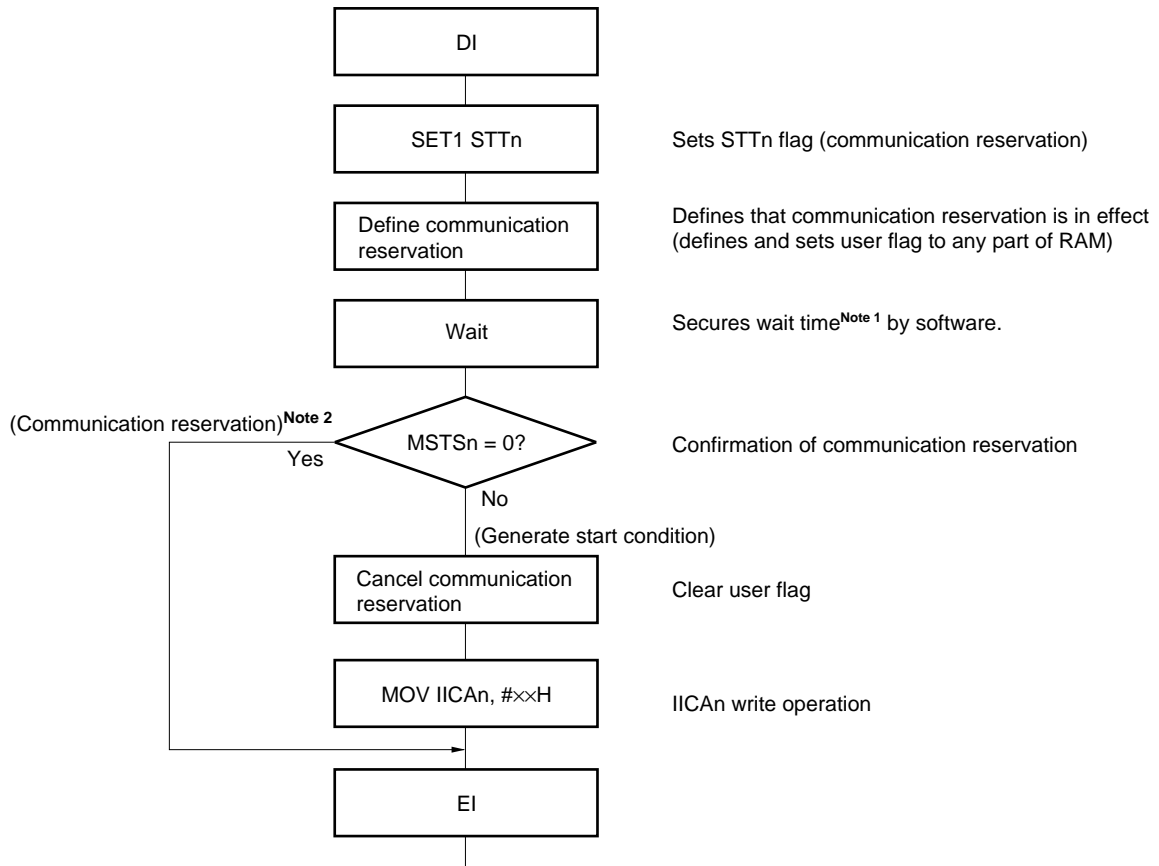 DI
SET1 STTn
Sets STTn flag (communication reservation)
Define communication
reservation
Defines that communication reservation is in effect
(defines and sets user flag to any part of RAM)
Wait
Secures wait timeNote 1 by software.
(Communication reservation)Note 2
Yes
MSTSn = 0?
Confirmation of communication reservation
No
(Generate start condition)
Cancel communication
reservation
Clear user flag
MOV IICAn, #××H
IICAn write operation
EI